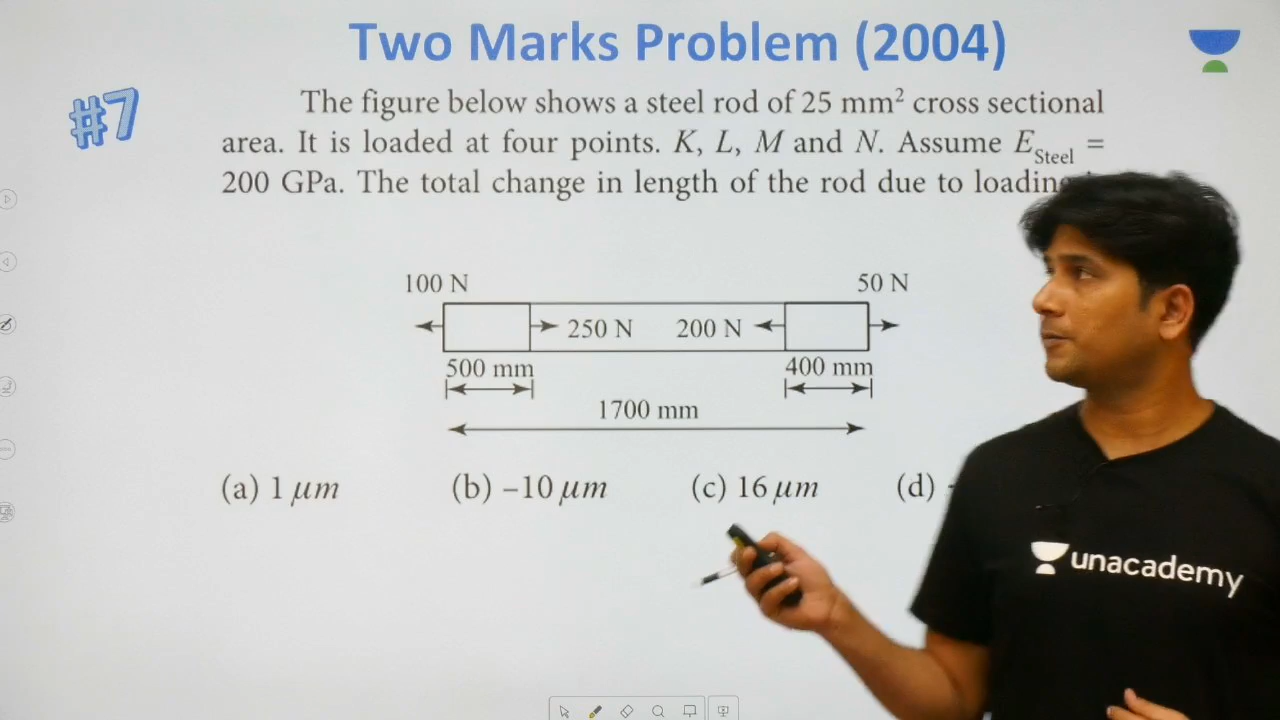 Two Marks Problem (2004)
#7
The figure below shows a steel rod of 25 mm² cross sectional
area. It is loaded at four points. K, L, M and N. Assume E_Steel =
200 GPa. The total change in length of the rod due to loading
100 N
50 N
250 N
200 N
500 mm
400 mm
1700 mm
(a) 1 μm (b) –10 μm (c) 16 μm (d)
unacademy